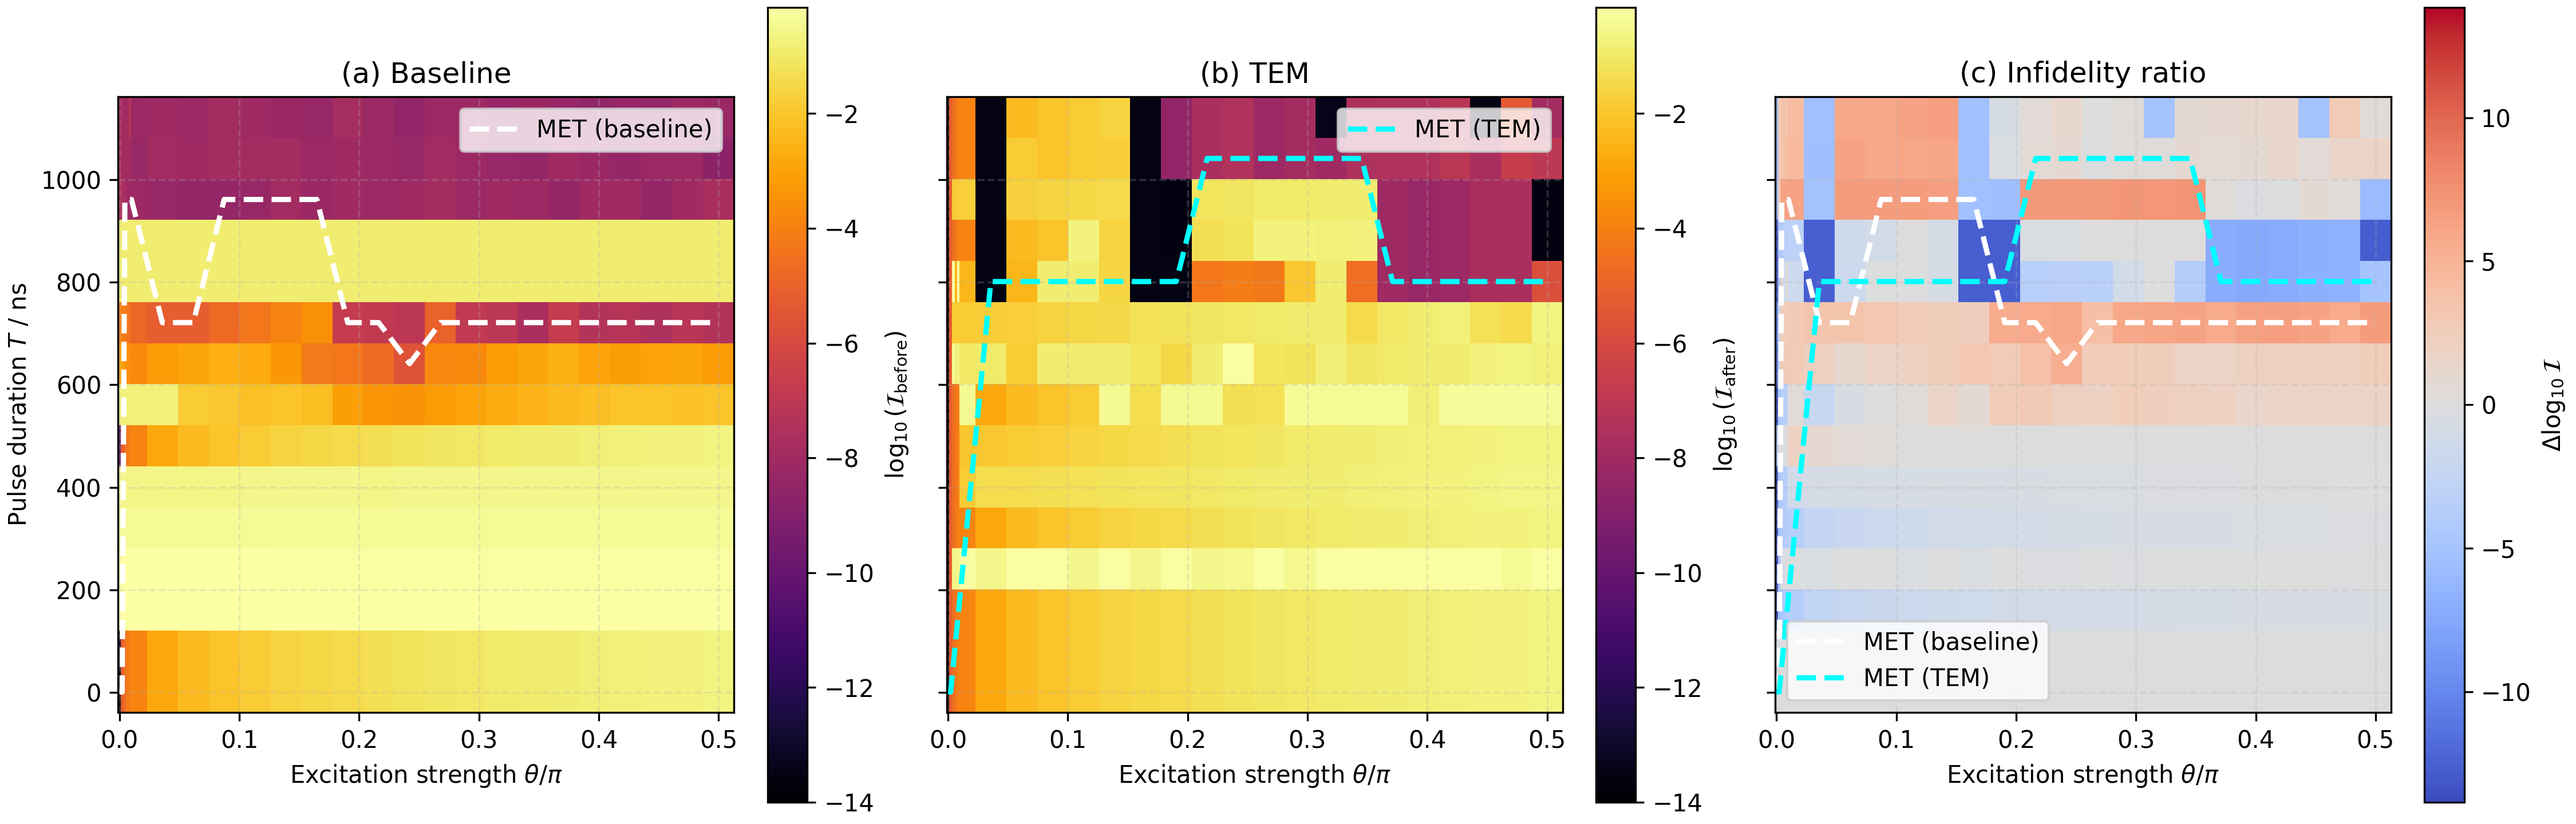 (a) Baseline
MET (baseline)
Pulse duration T / ns
1000
800
600
400
200
0
0.0 0.1 0.2 0.3 0.4 0.5
Excitation strength θ/π
−2
−4
−6
−8
−10
−12
−14
log₁₀ (𝓘before)
(b) TEM
MET (TEM)
0.0 0.1 0.2 0.3 0.4 0.5
Excitation strength θ/π
−2
−4
−6
−8
−10
−12
−14
log₁₀ (𝓘after)
(c) Infidelity ratio
MET (baseline)
MET (TEM)
0.0 0.1 0.2 0.3 0.4 0.5
Excitation strength θ/π
10
5
0
−5
−10
Δlog₁₀ 𝓘